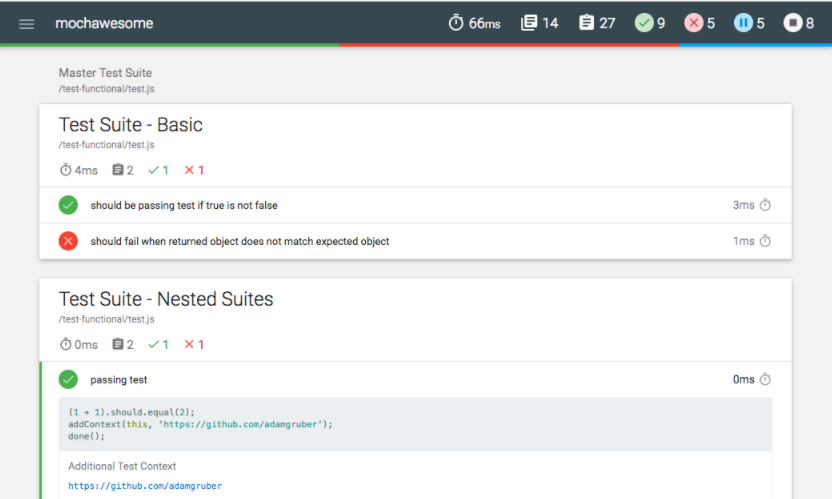 mochawesome 66ms 14 27 9 5 5 8
Master Test Suite
/test-functional/test.js
Test Suite - Basic
/test-functional/test.js
4ms 2 1 1
should be passing test if true is not false 3ms
should fail when returned object does not match expected object 1ms
Test Suite - Nested Suites
/test-functional/test.js
0ms 2 1 1
passing test 0ms
(1 + 1).should.equal(2);
addContext(this, 'https://github.com/adamgruber');
done();
Additional Test Context
https://github.com/adamgruber